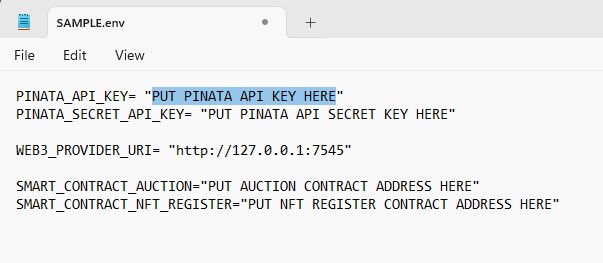 SAMPLE.env
File Edit View
PINATA_API_KEY= "PUT PINATA API KEY HERE"
PINATA_SECRET_API_KEY= "PUT PINATA API SECRET KEY HERE"
WEB3_PROVIDER_URI= "http://127.0.0.1:7545"
SMART_CONTRACT_AUCTION="PUT AUCTION CONTRACT ADDRESS HERE"
SMART_CONTRACT_NFT_REGISTER="PUT NFT REGISTER CONTRACT ADDRESS HERE"